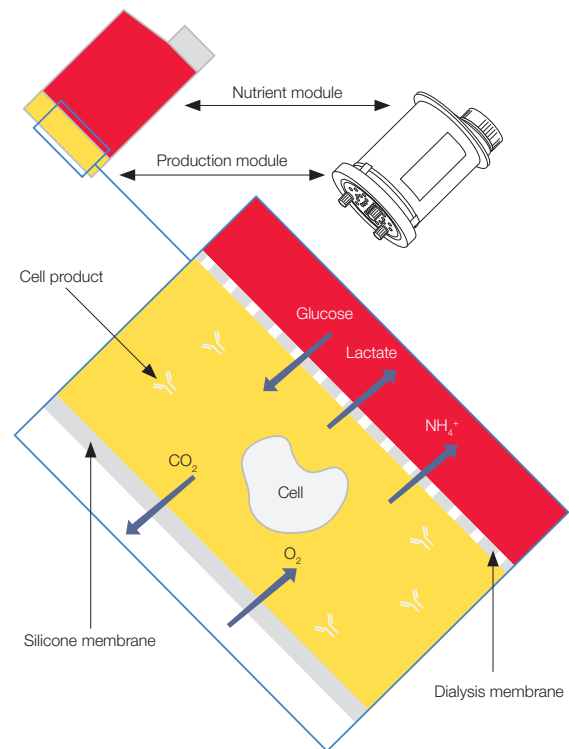 Nutrient module
Production module
Cell product
Glucose
Lactate
NH₄⁺
CO₂
Cell
O₂
Silicone membrane
Dialysis membrane